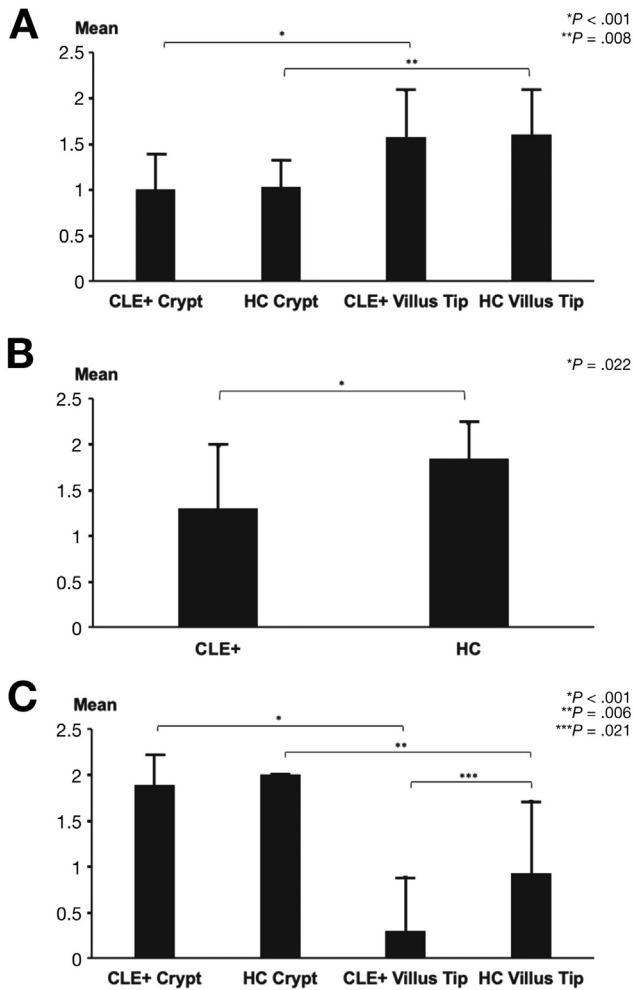 A
Mean
*P < .001
**P = .008
2.5
*
**
2
1.5
1
0.5
0
CLE+ Crypt HC Crypt CLE+ Villus Tip HC Villus Tip
B
Mean
*P = .022
2.5
*
2
1.5
1
0.5
0
CLE+ HC
C
Mean
*P < .001
**P = .006
***P = .021
2.5
*
**
***
2
1.5
1
0.5
0
CLE+ Crypt HC Crypt CLE+ Villus Tip HC Villus Tip